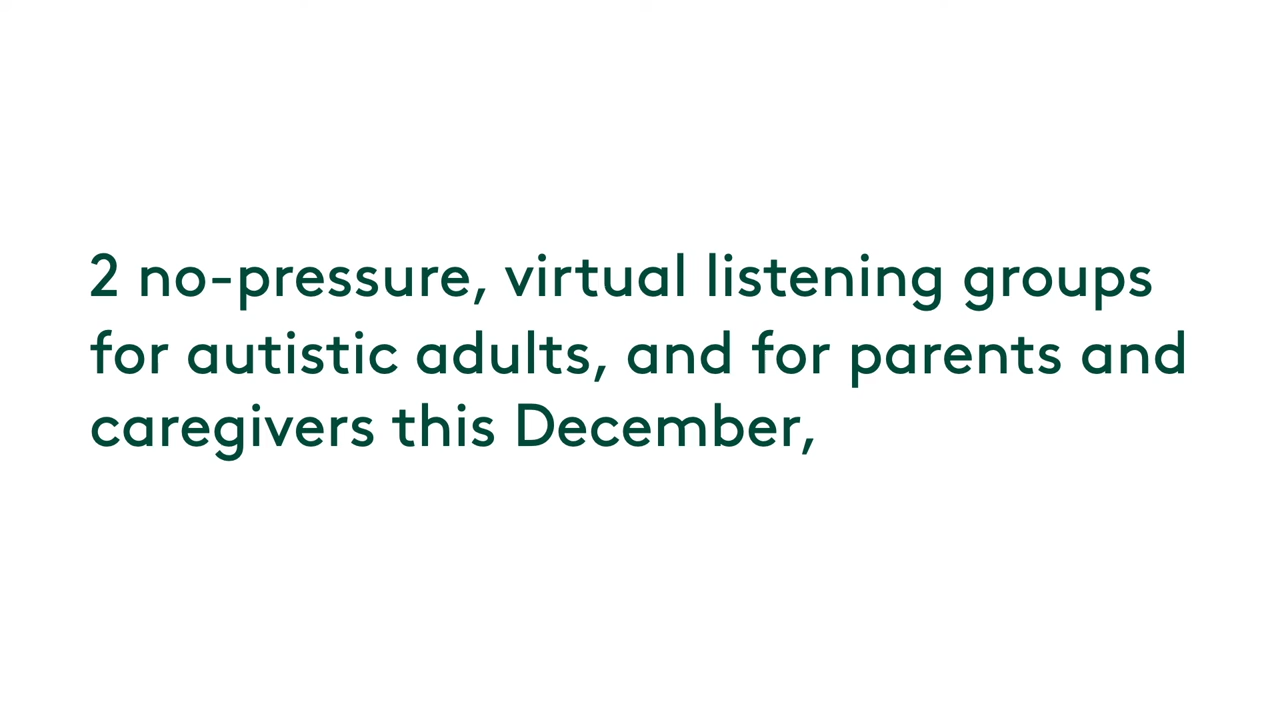 2 no-pressure, virtual listening groups
for autistic adults, and for parents and
caregivers this December,